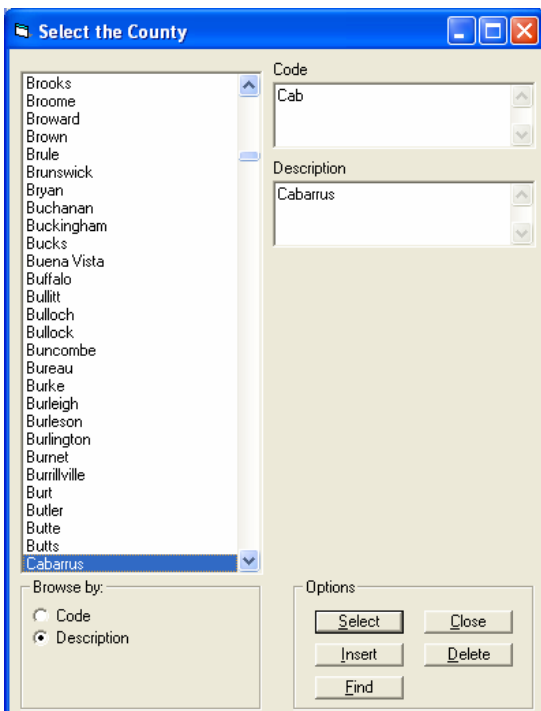 Select the County
Brooks
Broome
Broward
Brown
Brule
Brunswick
Bryan
Buchanan
Buckingham
Bucks
Buena Vista
Buffalo
Bullitt
Bulloch
Bullock
Buncombe
Bureau
Burke
Burleigh
Burleson
Burlington
Burnet
Burrillville
Burt
Butler
Butte
Butts
Cabarrus
Code
Cab
Description
Cabarrus
Browse by:
Code
Description
Options
Select Close
Insert Delete
Find